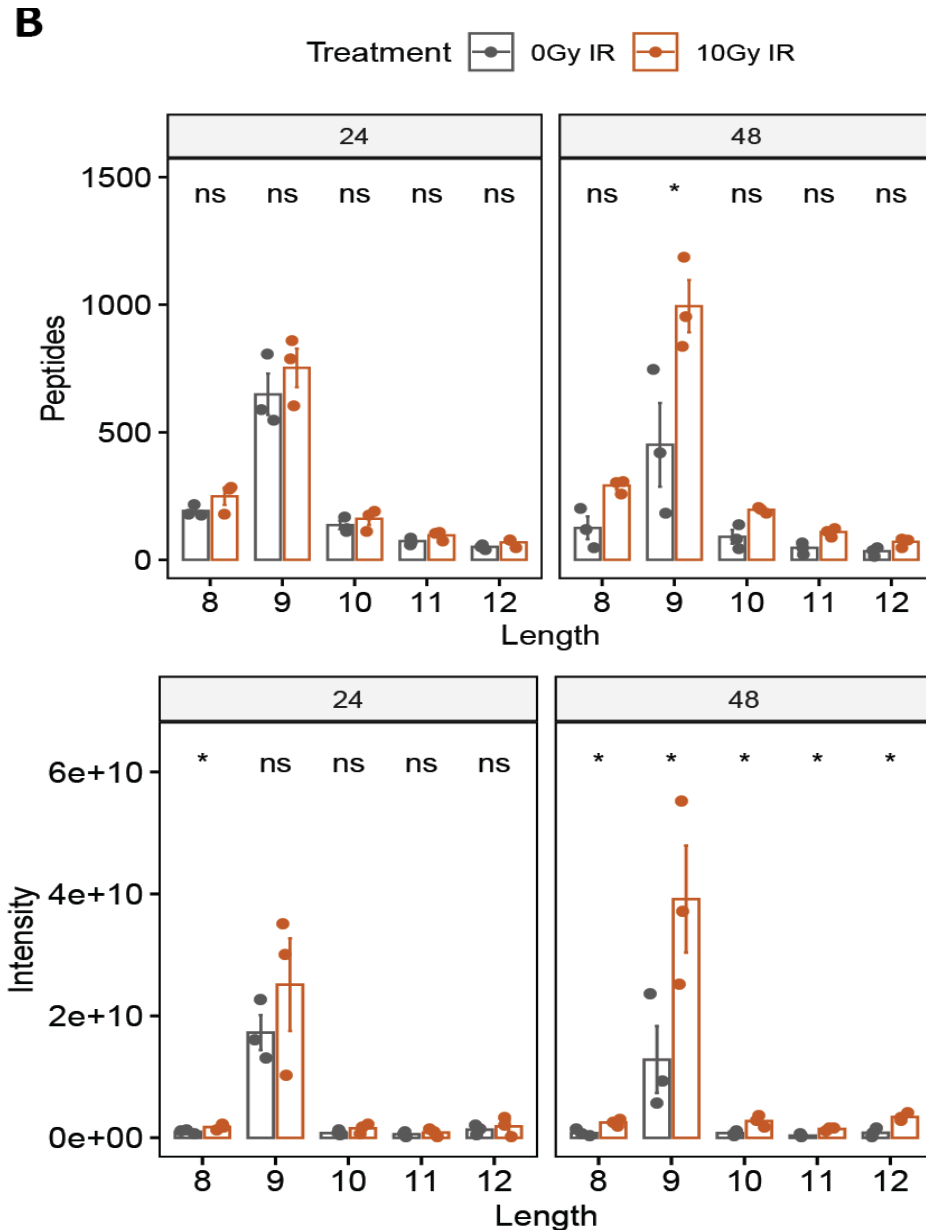 B
Treatment 0Gy IR 10Gy IR
24 48
1500 ns ns ns ns ns ns * ns ns ns
1000
Peptides
500
0
8 9 10 11 12 8 9 10 11 12
Length
24 48
6e+10 * ns ns ns ns * * * * *
4e+10
Intensity
2e+10
0e+00
8 9 10 11 12 8 9 10 11 12
Length